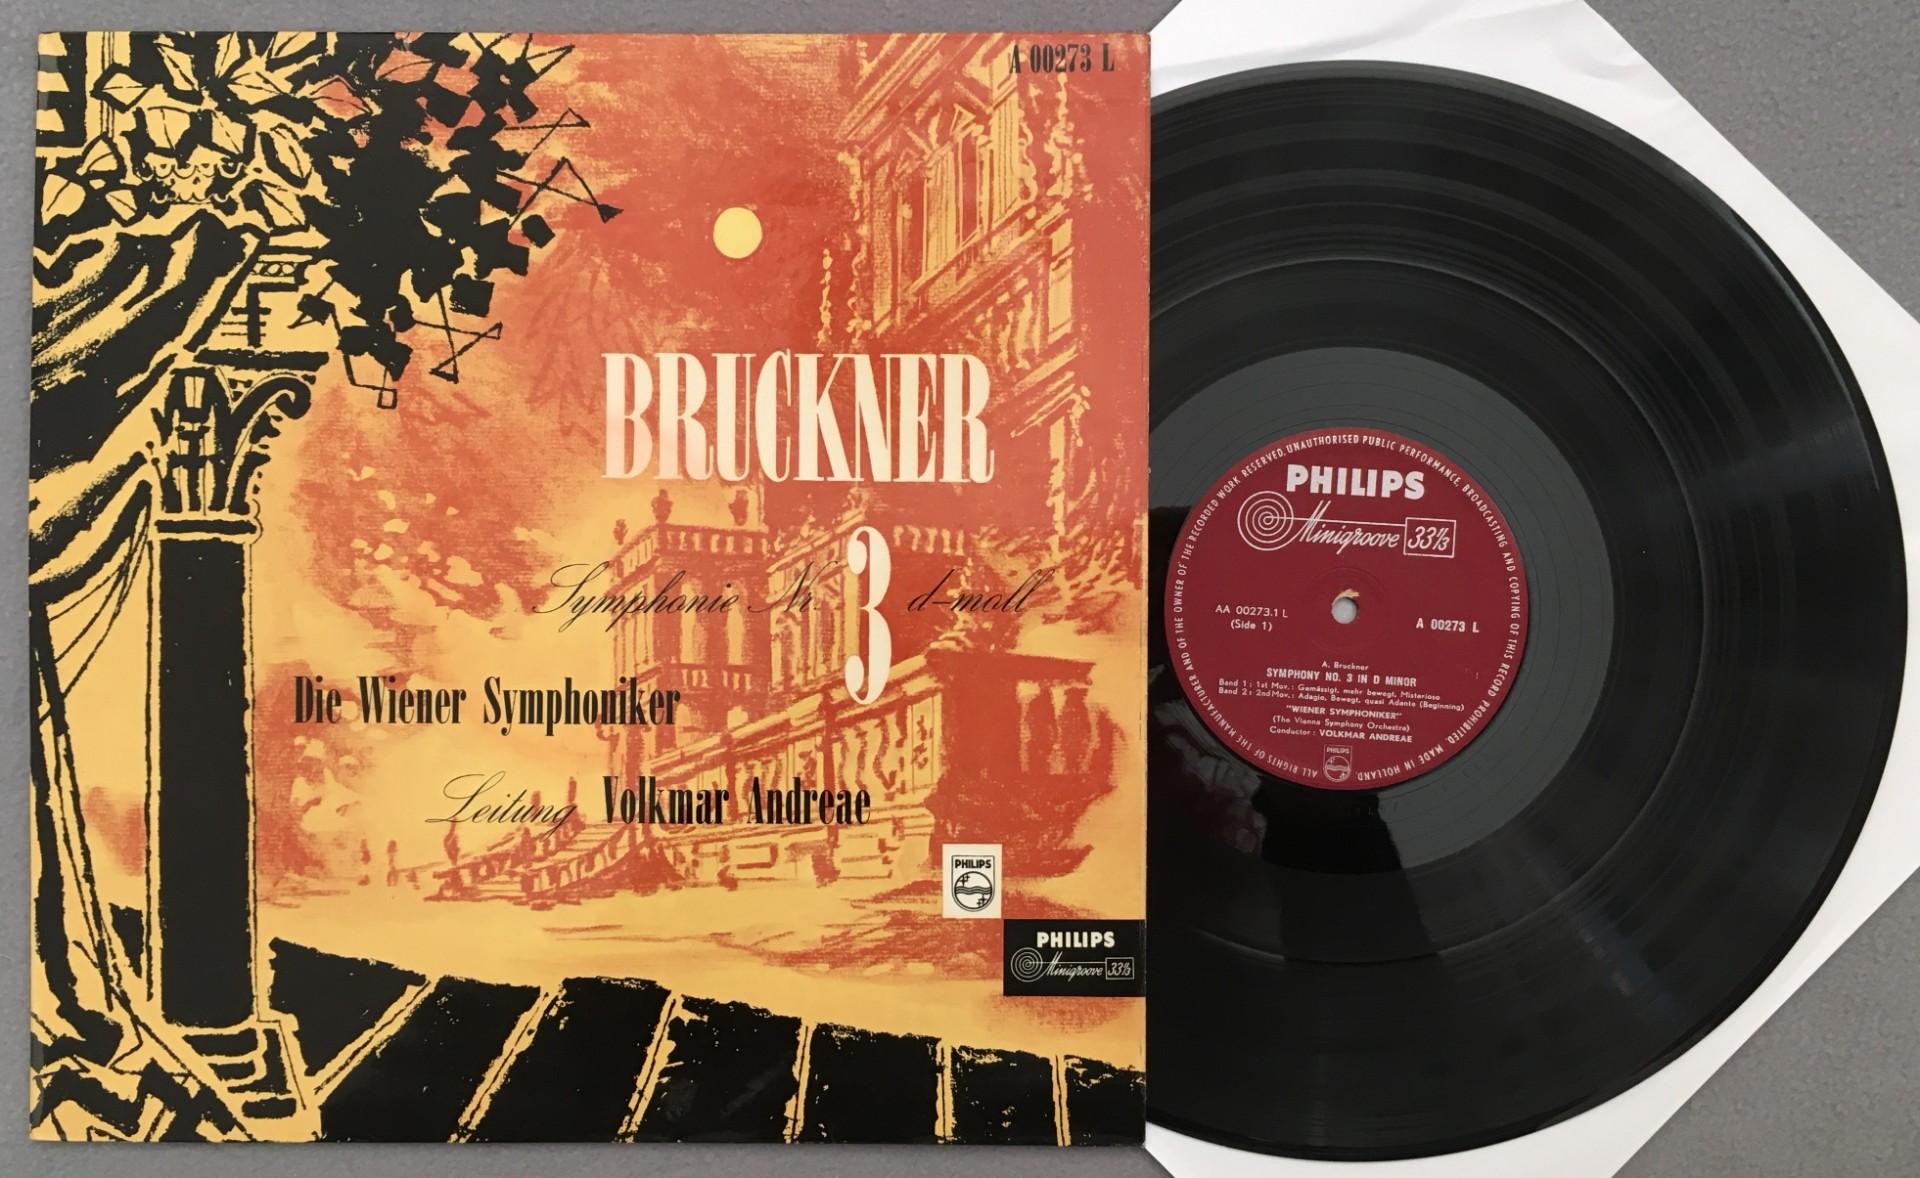 A 00273 L
BRUCKNER
Symphonie Nr. 3 d-moll
Die Wiener Symphoniker
Leitung Volkmar Andreae
PHILIPS
PHILIPS
Minigroove 33⅓
ALL RIGHTS OF THE MANUFACTURER AND OF THE OWNER OF THE RECORDED WORK RESERVED. UNAUTHORISED PUBLIC PERFORMANCE, BROADCASTING AND COPYING OF THIS RECORD PROHIBITED. MADE IN HOLLAND.
PHILIPS
Minigroove 33⅓
AA 00273.1 L
(Side 1)
A 00273 L
A. Bruckner
SYMPHONY NO. 3 IN D MINOR
Band 1: 1st Mov.: Gemässigt, mehr bewegt, Misterioso
Band 2: 2nd Mov.: Adagio, Bewegt, quasi Adante (Beginning)
"WIENER SYMPHONIKER"
(The Vienna Symphony Orchestra)
Conductor: VOLKMAR ANDREAE
PHILIPS